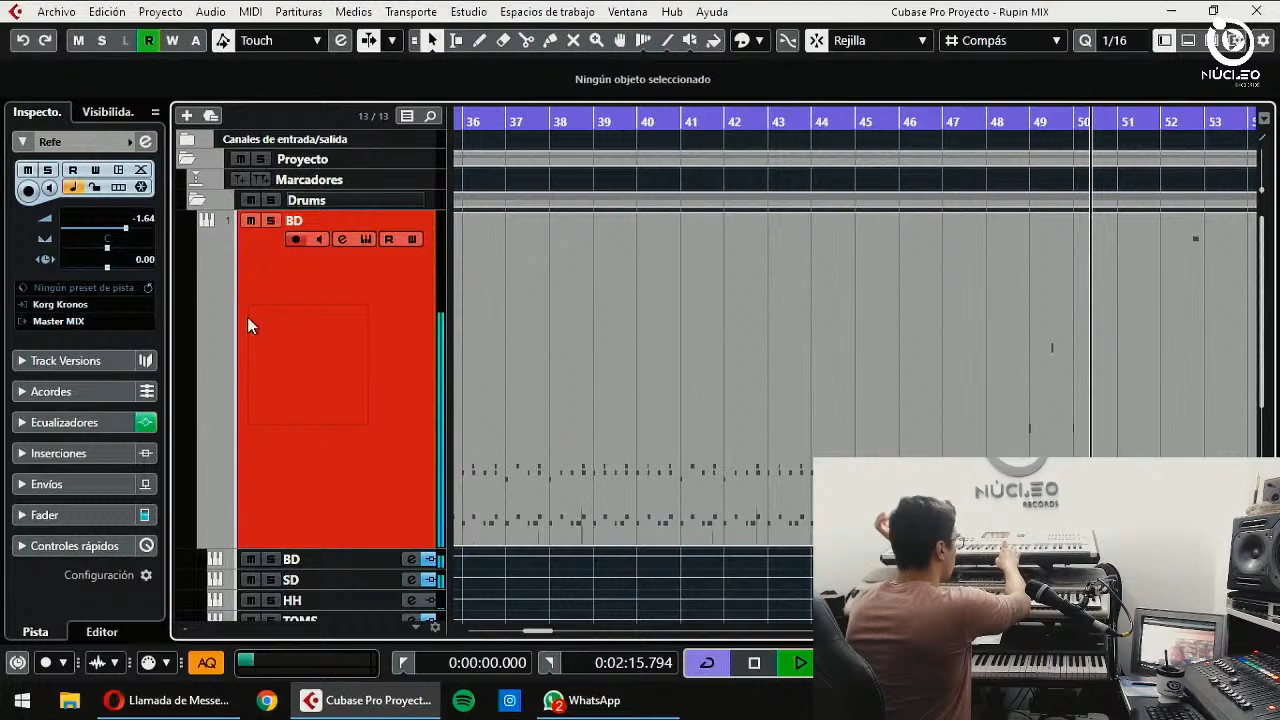 Archivo Edición Proyecto Audio MIDI Partituras Medios Transporte Estudio Espacios de trabajo Ventana Hub Ayuda Cubase Pro Proyecto - Rupin MIX
M S L R W A Touch Rejilla Compás Q 1/16
NÚCLEO
Ningún objeto seleccionado
Inspecto. Visibilida. 13 / 13 36 37 38 39 40 41 42 43 44 45 46 47 48 49 50 51 52 53
Refe Canales de entrada/salida
M S Proyecto
M S R W Marcadores
M S Drums
1 M S BD
-1.64
R W
C
0.00
Ningún preset de pista
Korg Kronos
Master MIX
Track Versions
Acordes
Ecualizadores
Inserciones
Envíos
Fader
Controles rápidos
Configuración
M S BD
M S SD
M S HH
TOMS
NÚCLEO
RECORDS
Pista Editor
AQ 0:00:00.000 0:02:15.794
Llamada de Messe... Cubase Pro Proyect... 2 WhatsApp